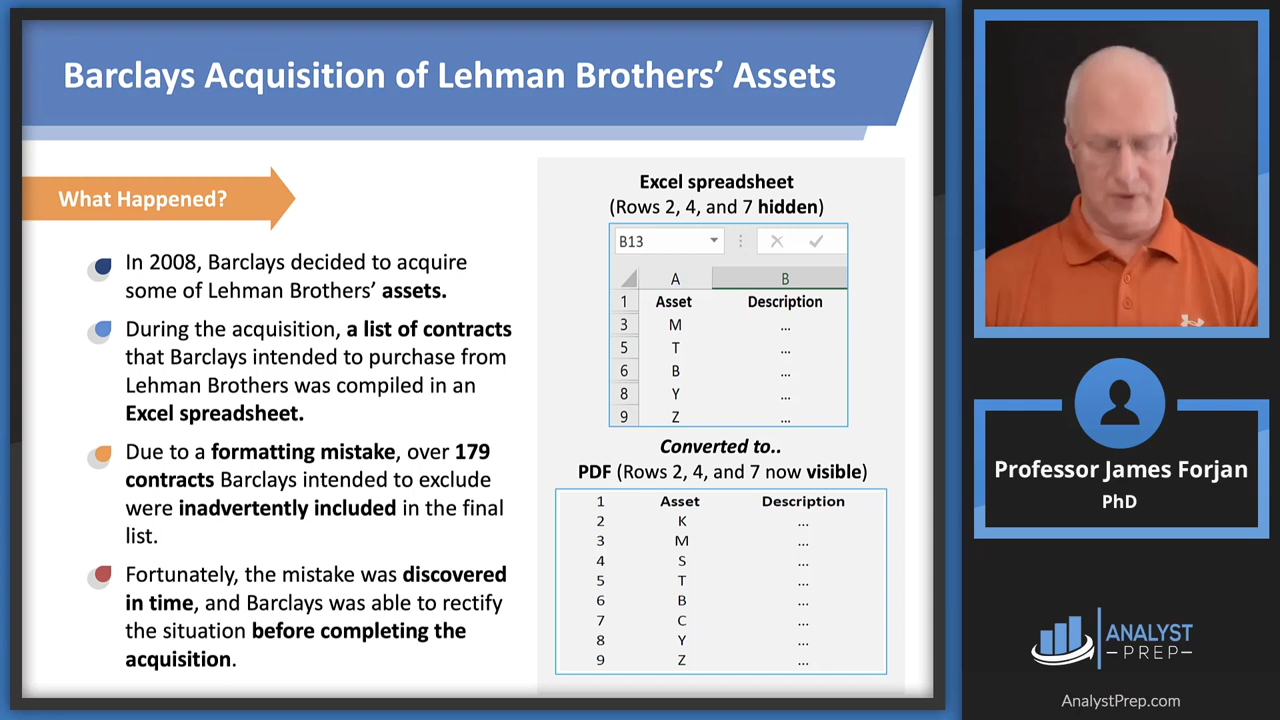 Barclays Acquisition of Lehman Brothers’ Assets
What Happened?
In 2008, Barclays decided to acquire
some of Lehman Brothers’ assets.
During the acquisition, a list of contracts
that Barclays intended to purchase from
Lehman Brothers was compiled in an
Excel spreadsheet.
Due to a formatting mistake, over 179
contracts Barclays intended to exclude
were inadvertently included in the final
list.
Fortunately, the mistake was discovered
in time, and Barclays was able to rectify
the situation before completing the
acquisition.
Excel spreadsheet
(Rows 2, 4, and 7 hidden)
B13
A B
1 Asset Description
3 M ...
5 T ...
6 B ...
8 Y ...
9 Z ...
Converted to..
PDF (Rows 2, 4, and 7 now visible)
1 Asset Description
2 K ...
3 M ...
4 S ...
5 T ...
6 B ...
7 C ...
8 Y ...
9 Z ...
Professor James Forjan
PhD
ANALYST
–PREP–
AnalystPrep.com